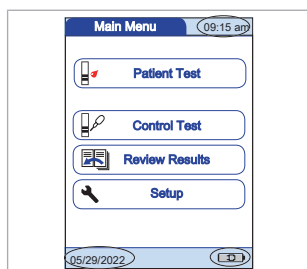 Main Menu 09:15 am
Patient Test
Control Test
Review Results
Setup
05/29/2022